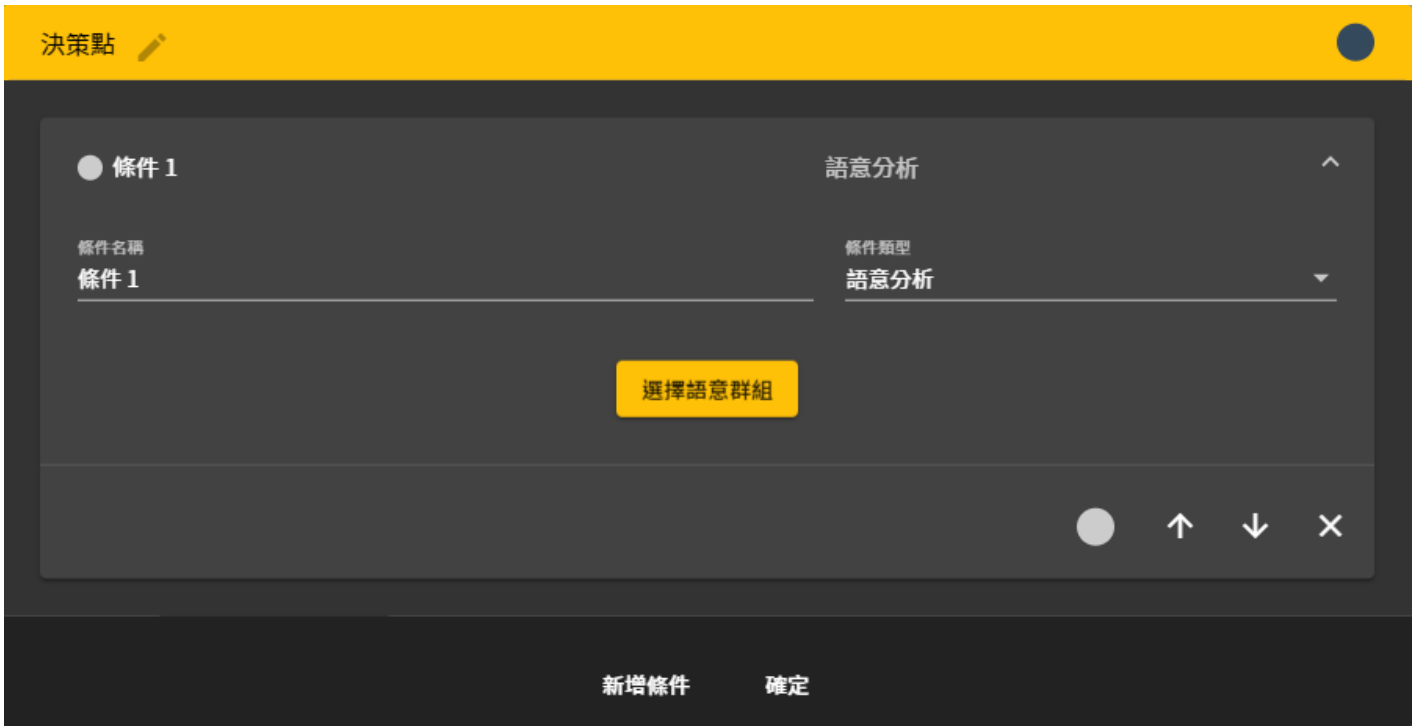 決策點
條件 1
語意分析
條件名稱
條件類型
條件 1
語意分析
選擇語意群組
新增條件
確定